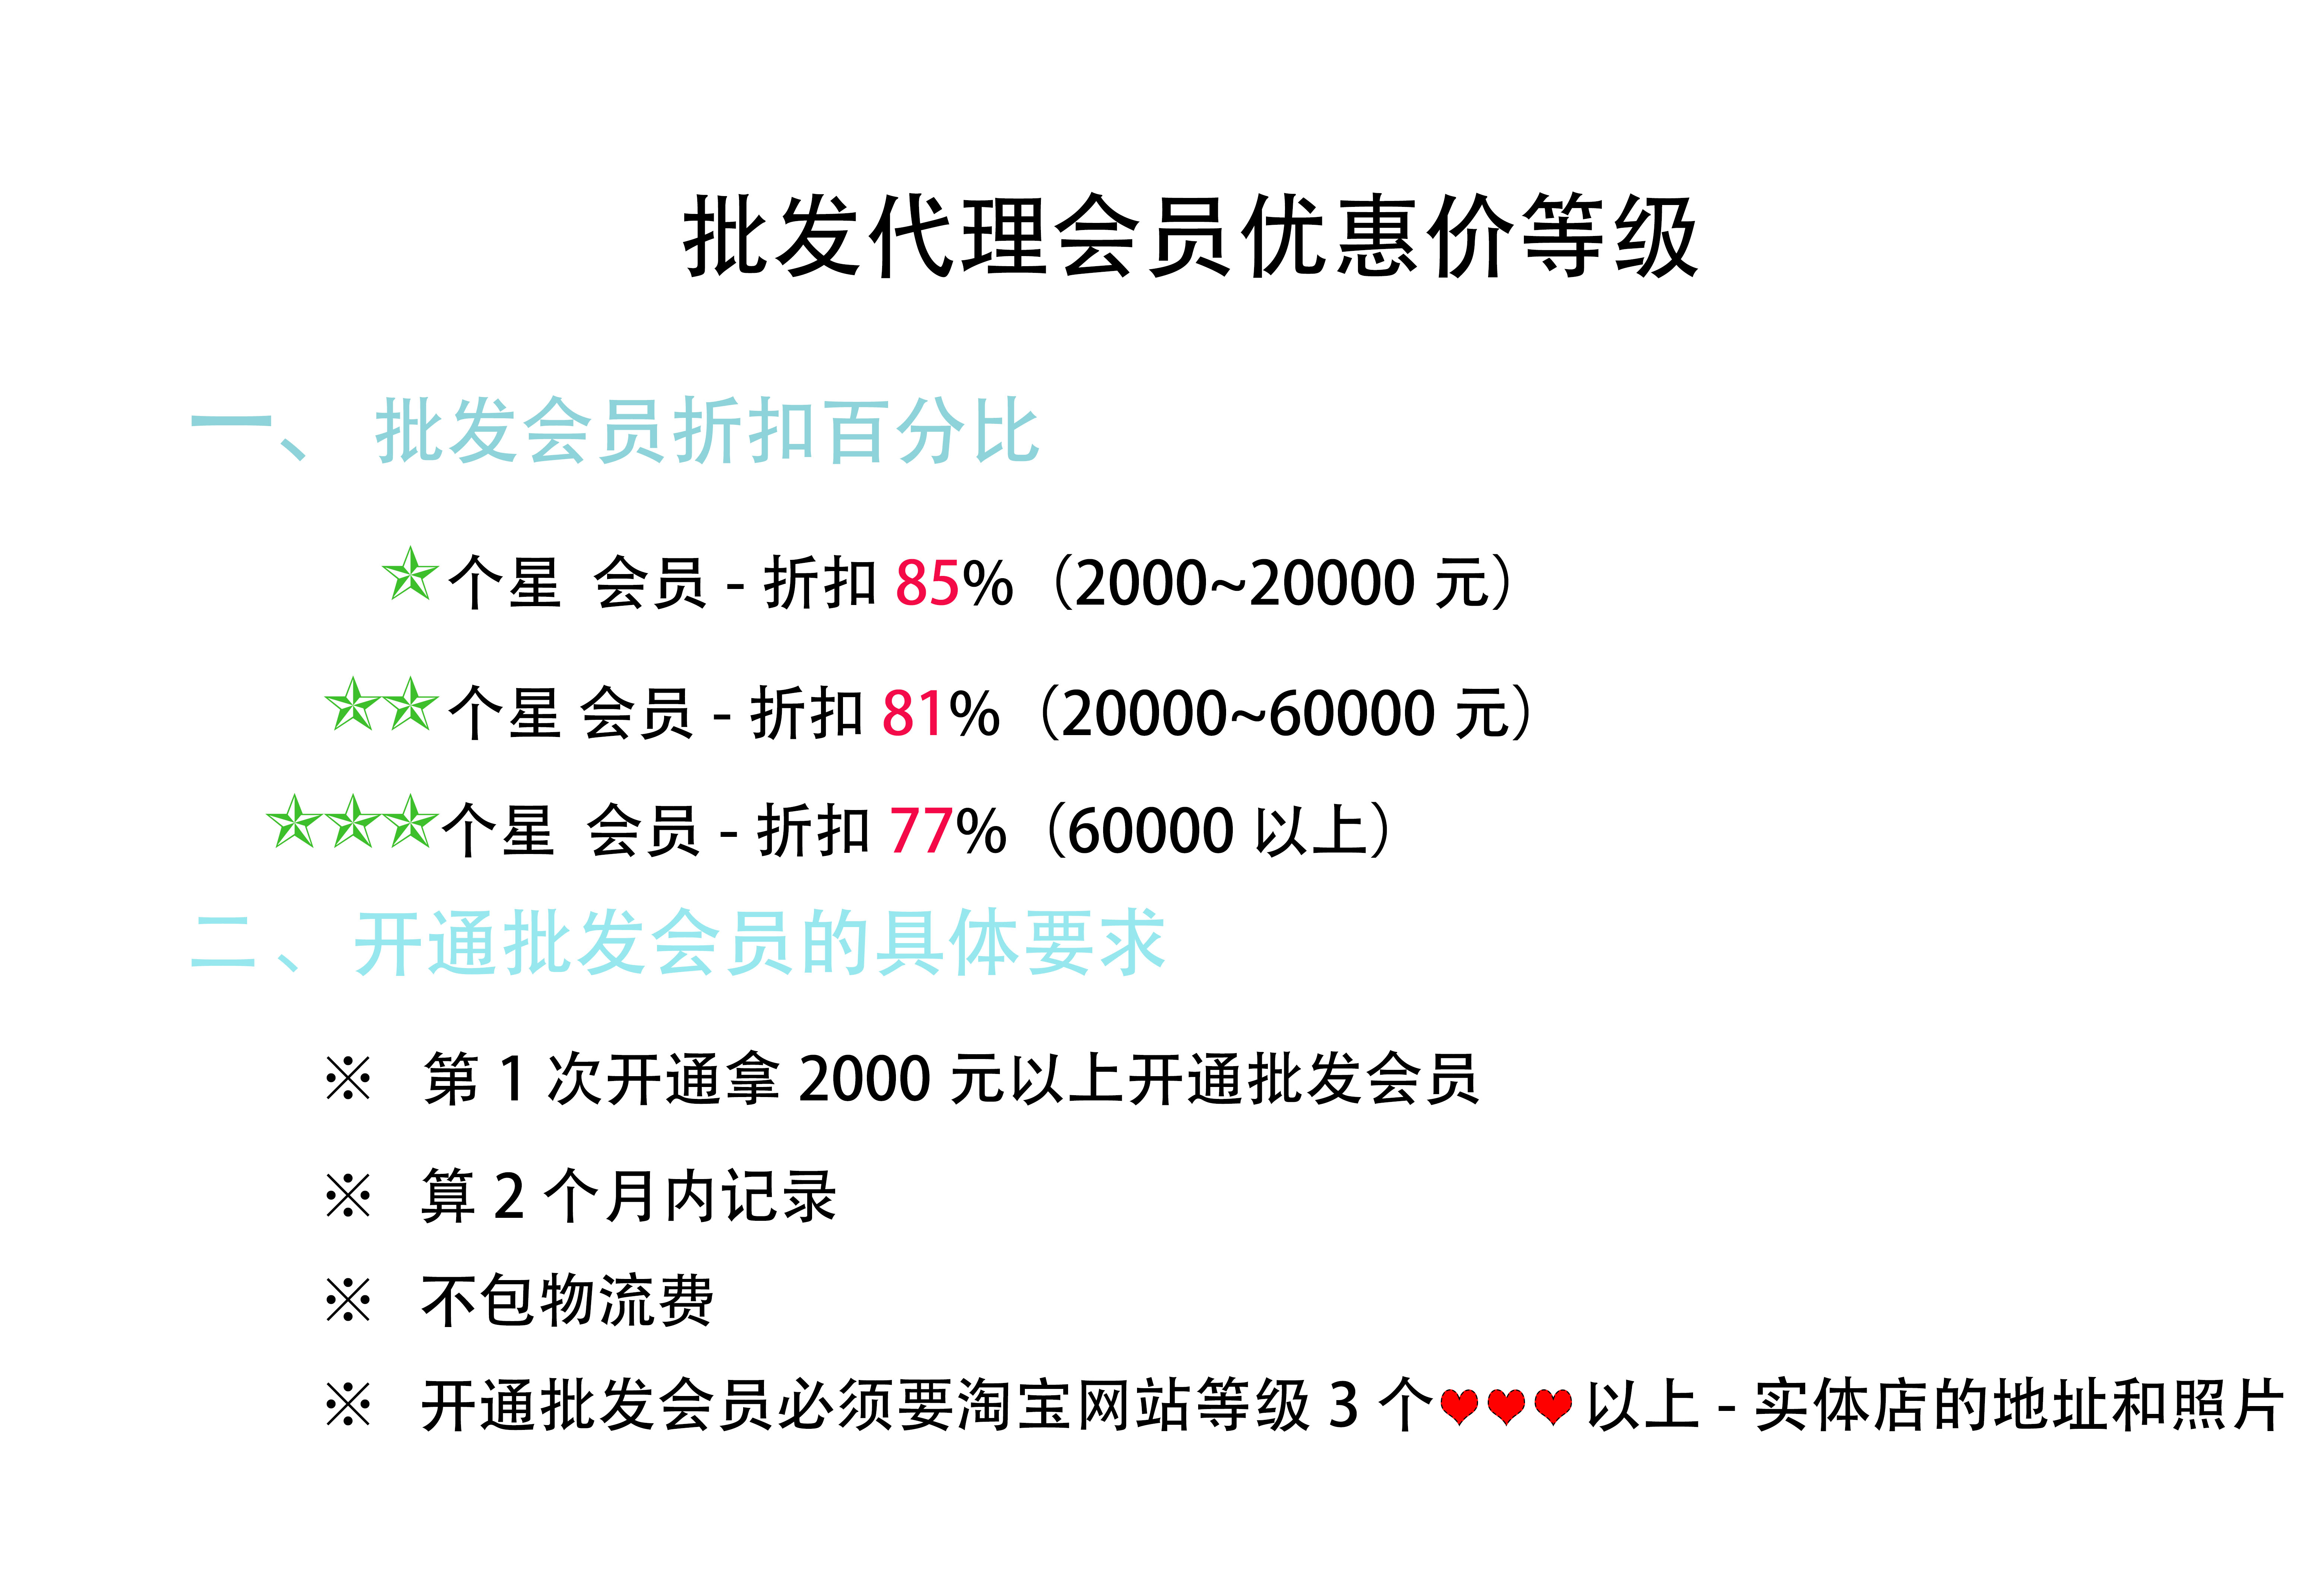 批发代理会员优惠价等级
一、 批发会员折扣百分比
个星 会员 - 折扣 85%（2000~20000 元）
个星 会员 - 折扣 81%（20000~60000 元）
个星 会员 - 折扣 77%（60000 以上）
二、 开通批发会员的具体要求
※ 第 1 次开通拿 2000 元以上开通批发会员
※ 算 2 个月内记录
※ 不包物流费
※ 开通批发会员必须要淘宝网站等级 3 个♥♥♥以上 - 实体店的地址和照片